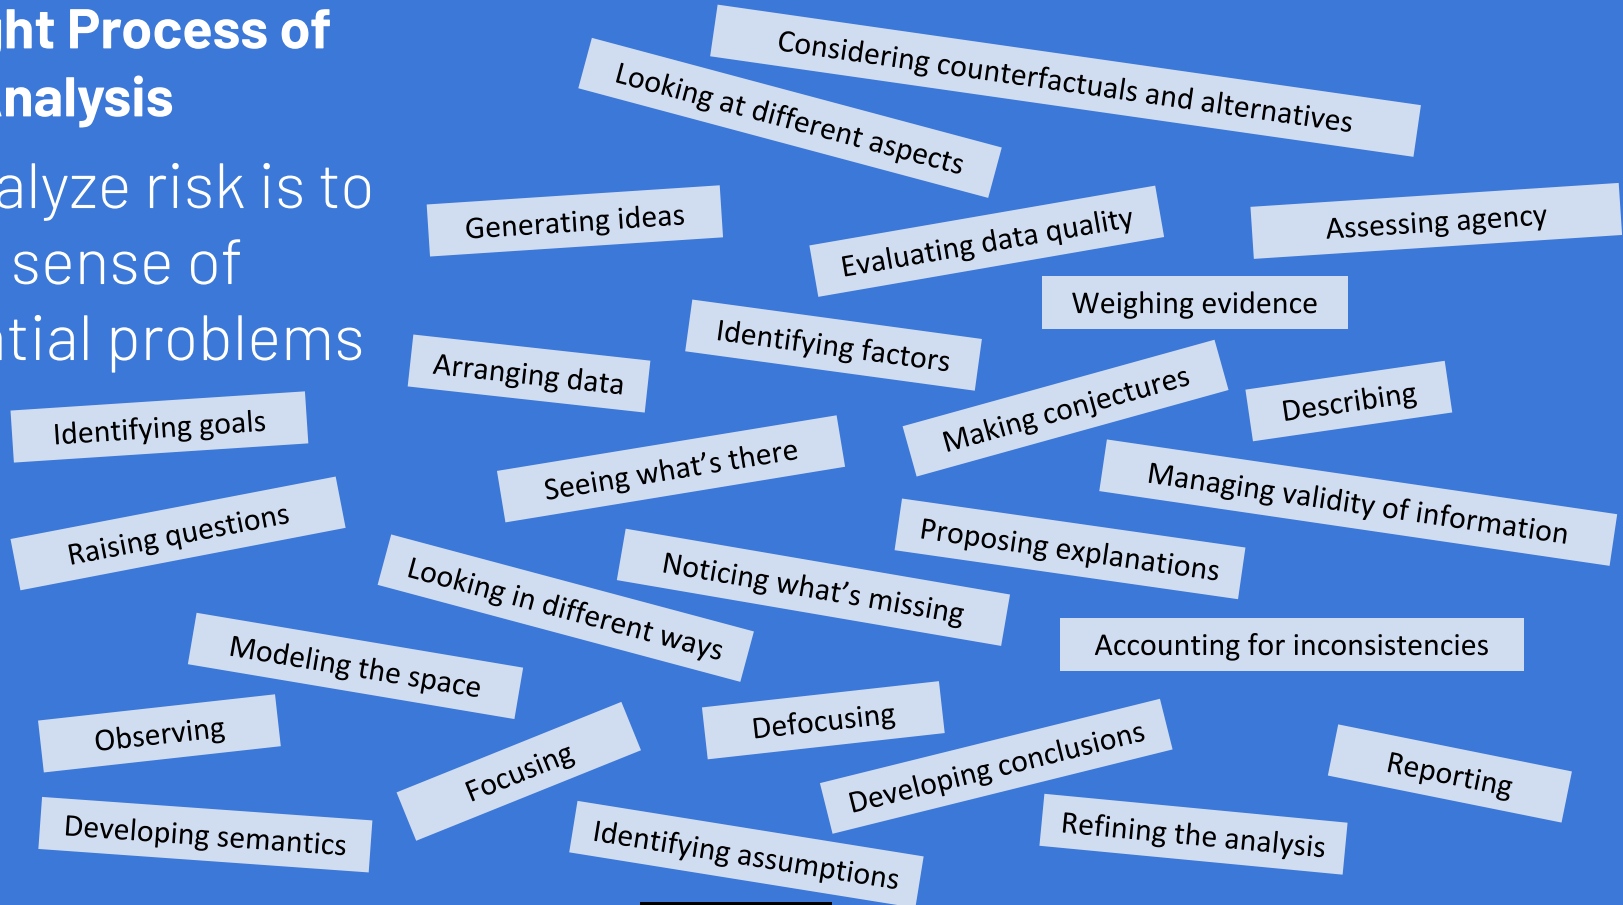 ght Process of
nalysis
alyze risk is to
sense of
tial problems
Considering counterfactuals and alternatives
Looking at different aspects
Generating ideas
Evaluating data quality
Assessing agency
Weighing evidence
Identifying factors
Arranging data
Making conjectures
Describing
Identifying goals
Seeing what's there
Managing validity of information
Raising questions
Proposing explanations
Looking in different ways
Noticing what's missing
Modeling the space
Accounting for inconsistencies
Observing
Defocusing
Focusing
Developing conclusions
Reporting
Developing semantics
Identifying assumptions
Refining the analysis